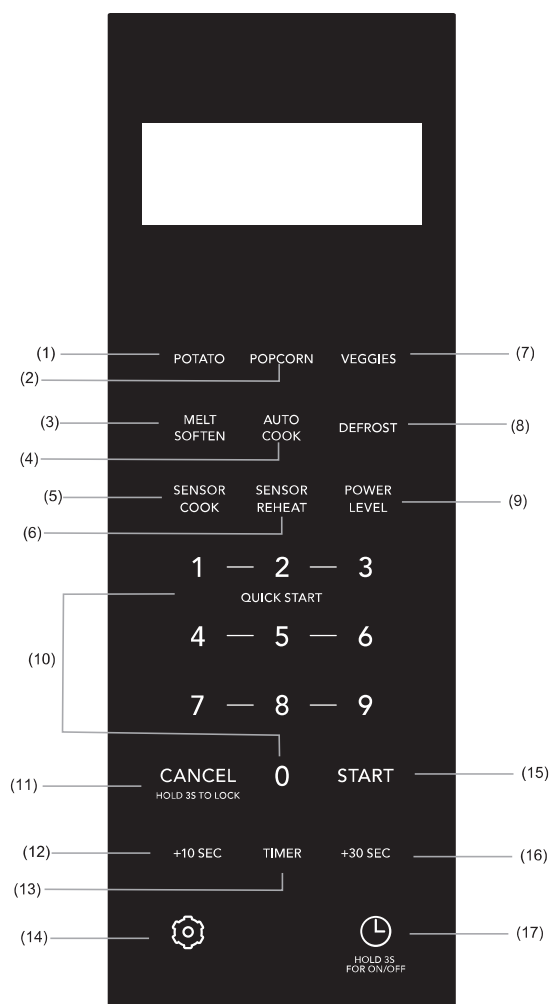 (1) POTATO POPCORN VEGGIES (7)
(2)
(3) MELT SOFTEN AUTO COOK DEFROST (8)
(4)
(5) SENSOR COOK SENSOR REHEAT POWER LEVEL (9)
(6)
1 — 2 — 3
QUICK START
4 — 5 — 6
(10)
7 — 8 — 9
(11) CANCEL 0 START (15)
HOLD 3S TO LOCK
(12) +10 SEC TIMER +30 SEC (16)
(13)
(14) (17)
HOLD 3S
FOR ON/OFF